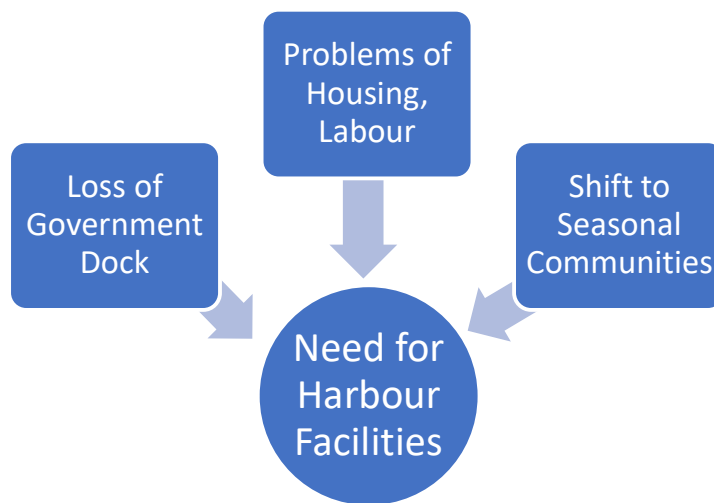 Problems of
Housing,
Labour
Loss of
Government
Dock
Shift to
Seasonal
Communities
Need for
Harbour
Facilities